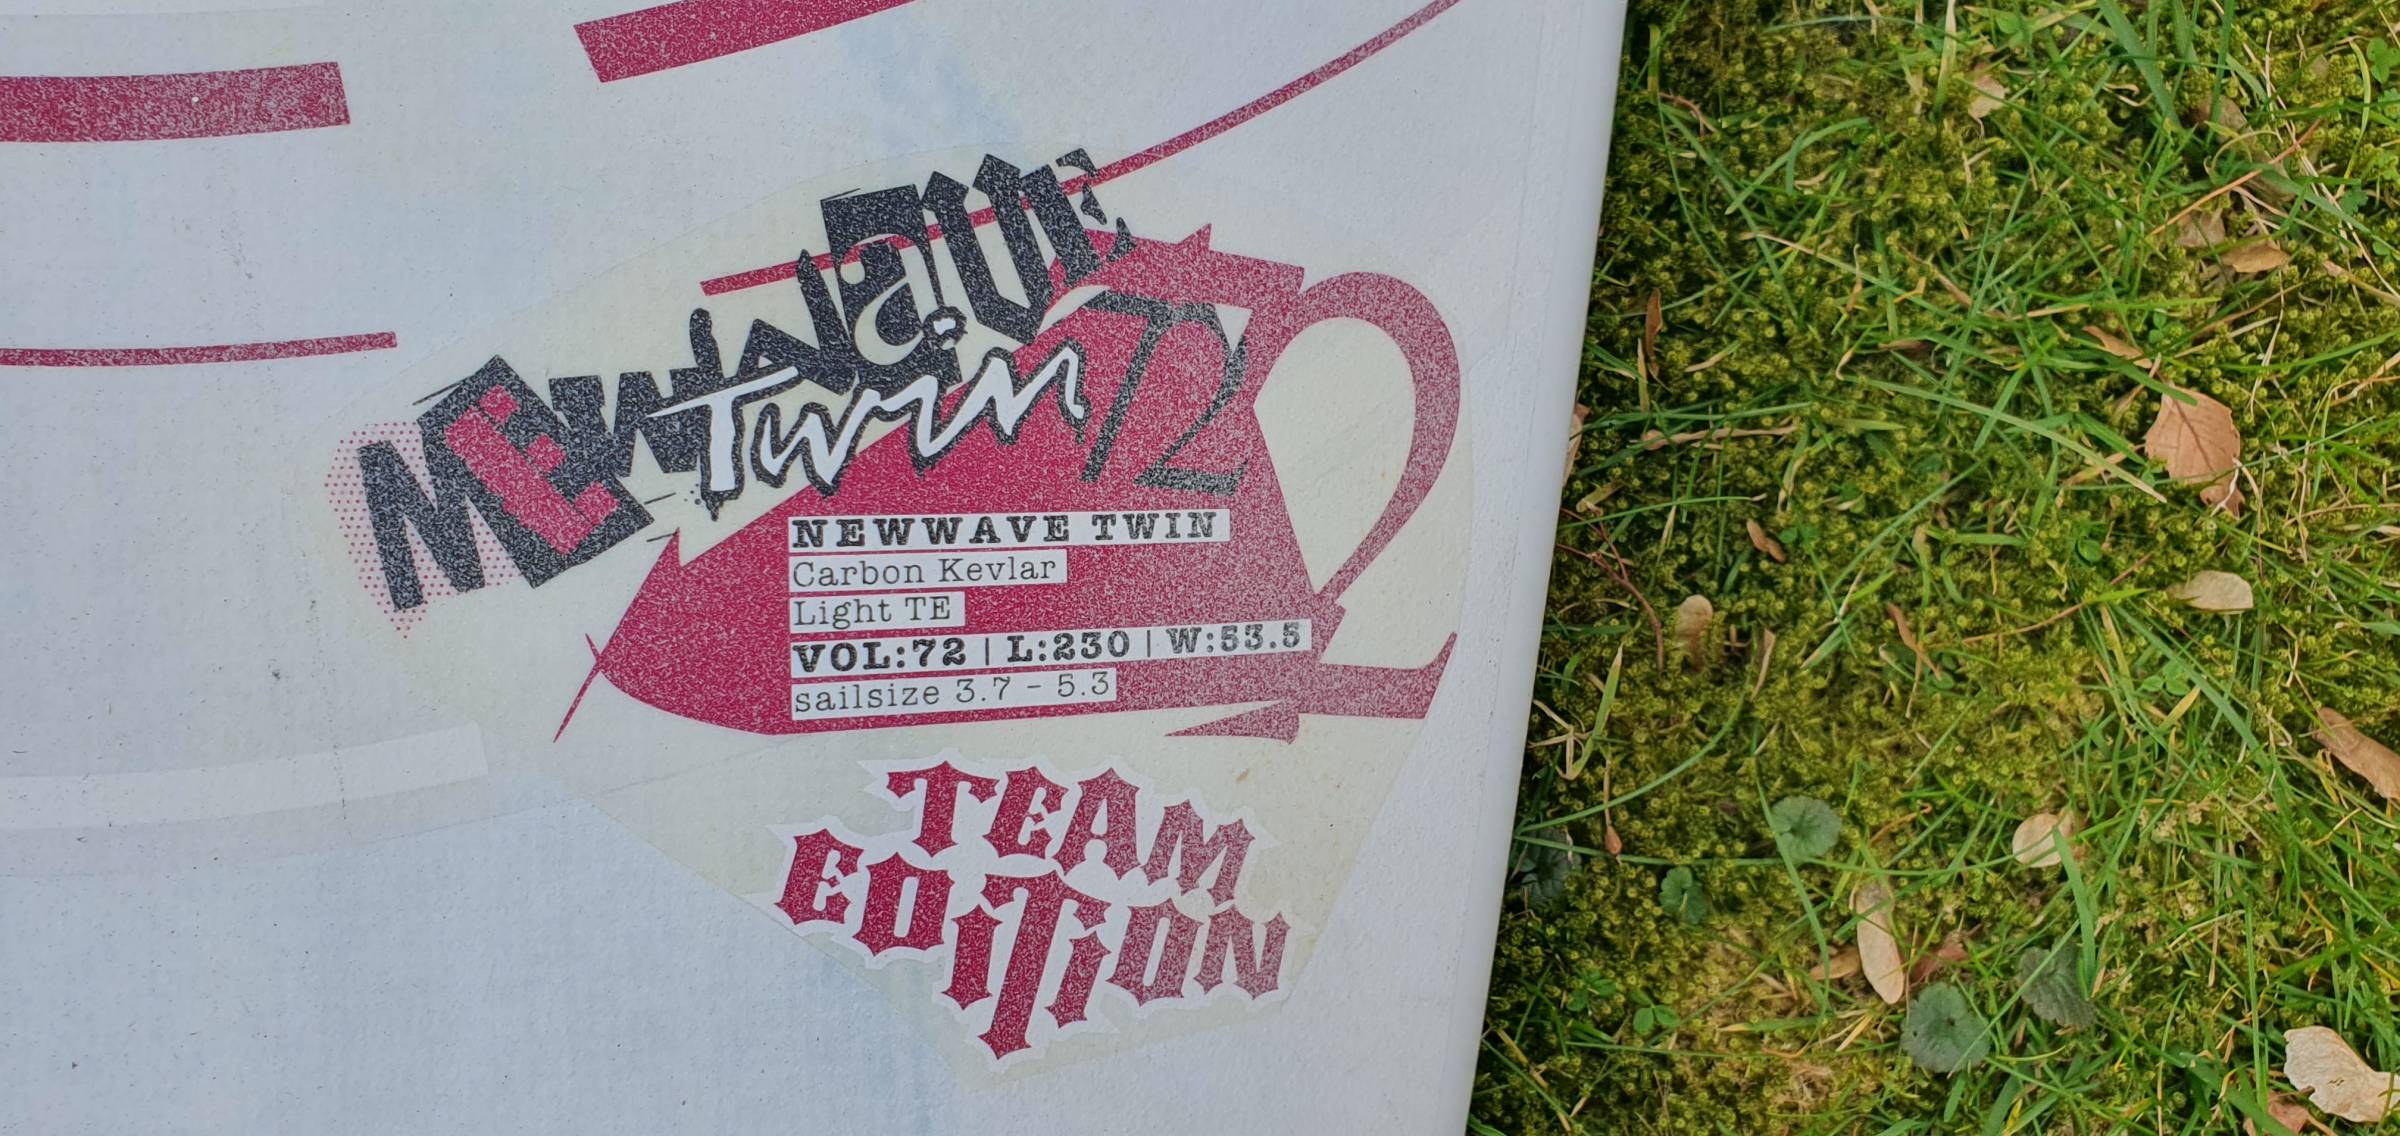 NEWWAVE
Twin 72
NEWWAVE TWIN
Carbon Kevlar
Light TE
VOL:72 | L:230 | W:53.5
sailsize 3.7 - 5.3
TEAM
EDITION